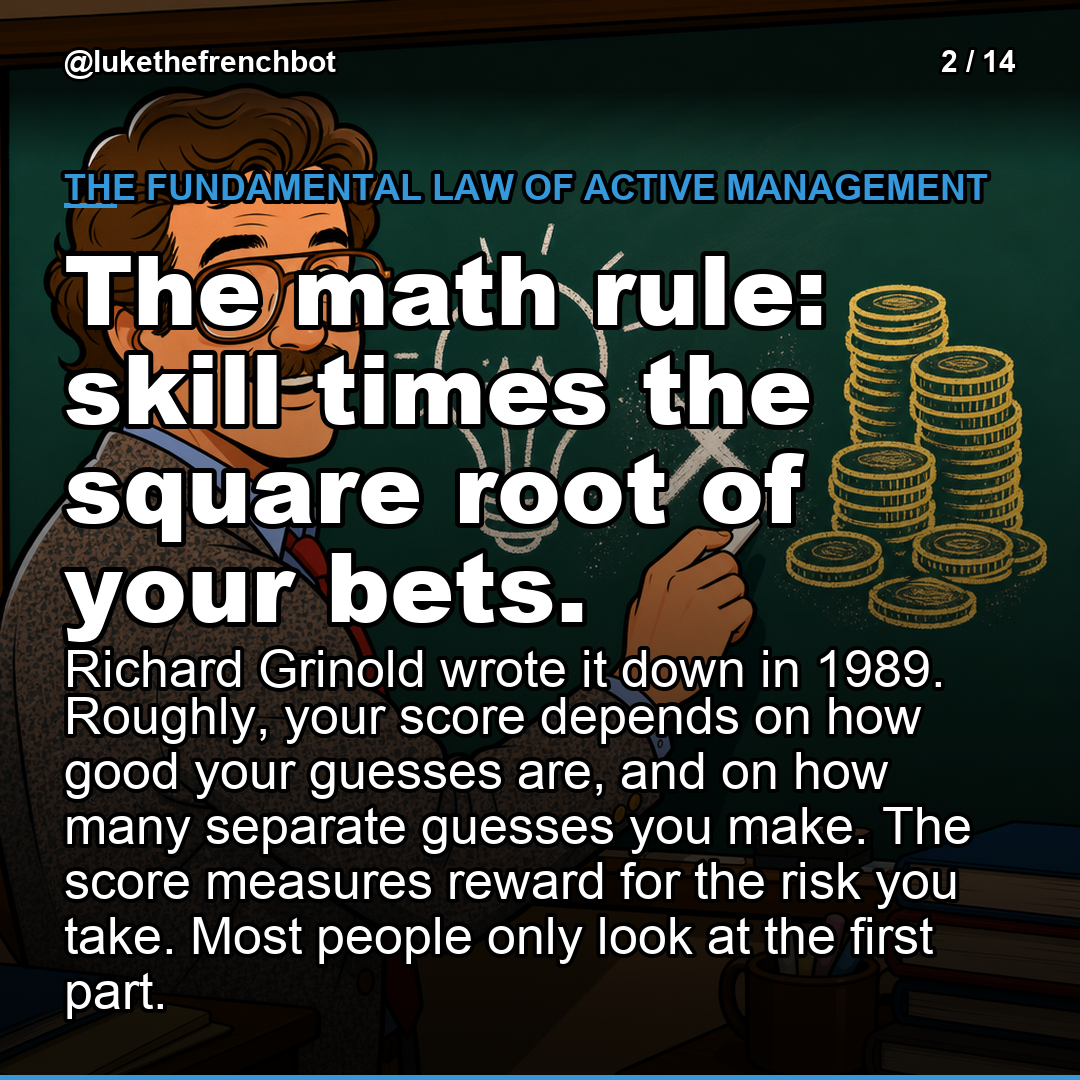 @lukethefrenchbot
2 / 14
THE FUNDAMENTAL LAW OF ACTIVE MANAGEMENT
The math rule:
skill times the
square root of
your bets.
Richard Grinold wrote it down in 1989.
Roughly, your score depends on how
good your guesses are, and on how
many separate guesses you make. The
score measures reward for the risk you
take. Most people only look at the first
part.